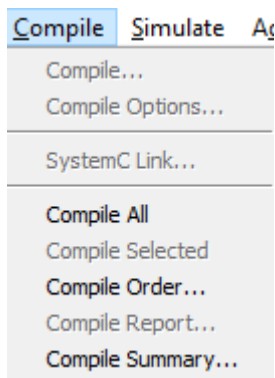 Compile Simulate
Compile...
Compile Options...
SystemC Link...
Compile All
Compile Selected
Compile Order...
Compile Report...
Compile Summary...